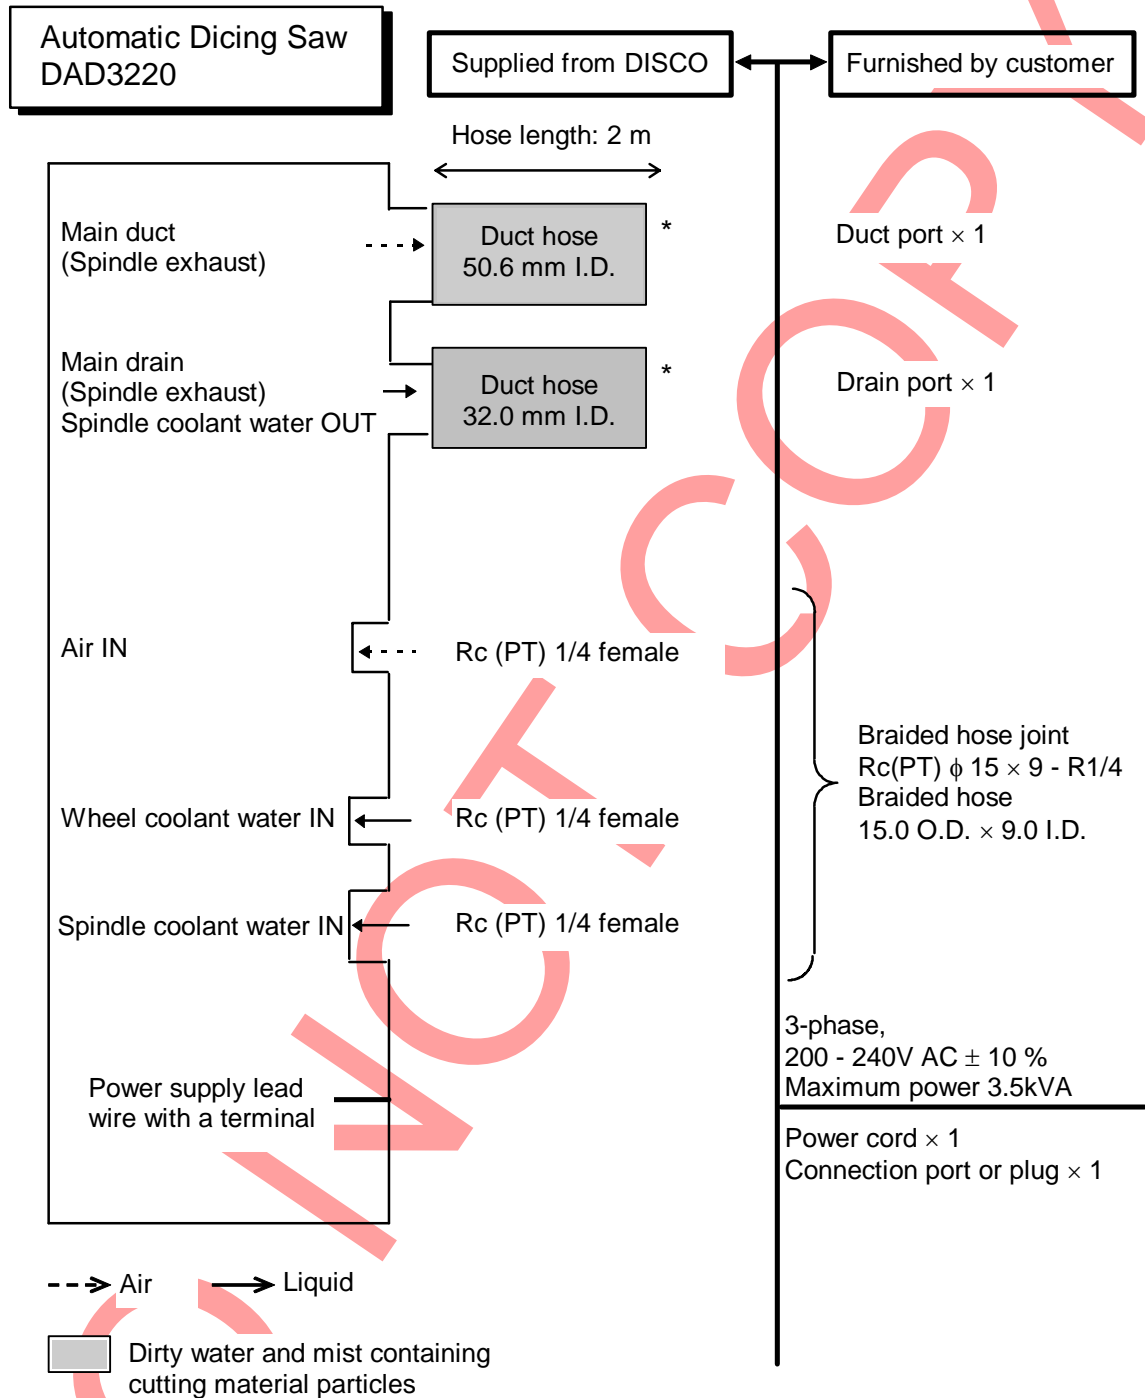 Automatic Dicing Saw
DAD3220
Supplied from DISCO
Furnished by customer
Hose length: 2 m
Main duct
(Spindle exhaust)
Duct hose
50.6 mm I.D.
*
Duct port × 1
Main drain
(Spindle exhaust)
Spindle coolant water OUT
Duct hose
32.0 mm I.D.
*
Drain port × 1
Air IN
Rc (PT) 1/4 female
Wheel coolant water IN
Rc (PT) 1/4 female
Spindle coolant water IN
Rc (PT) 1/4 female
Braided hose joint
Rc(PT) ϕ 15 × 9 - R1/4
Braided hose
15.0 O.D. × 9.0 I.D.
Power supply lead
wire with a terminal
3-phase,
200 - 240V AC ± 10 %
Maximum power 3.5kVA
Power cord × 1
Connection port or plug × 1
Air
Liquid
Dirty water and mist containing
cutting material particles
O NOT COPY